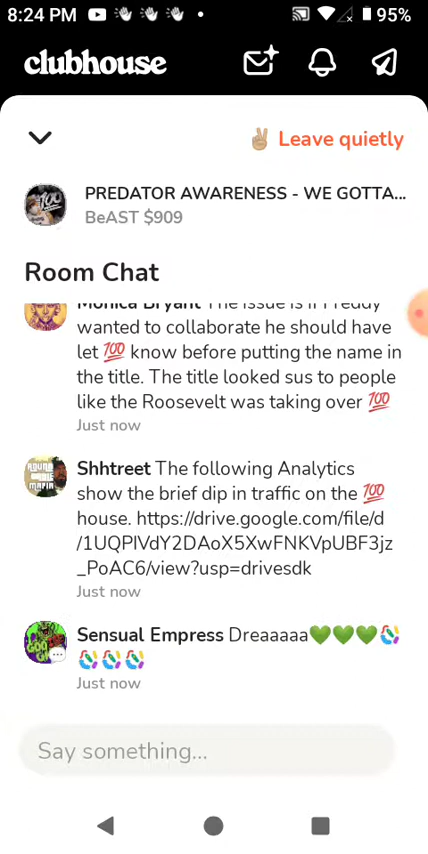 8:24 PM
95%
clubhouse
✌🏼 Leave quietly
PREDATOR AWARENESS - WE GOTTA...
BeAST $909
Room Chat
Monica Bryant The issue is if Freddy
wanted to collaborate he should have
let 💯 know before putting the name in
the title. The title looked sus to people
like the Roosevelt was taking over 💯
Just now
Shhtreet The following Analytics
show the brief dip in traffic on the 💯
house. https://drive.google.com/file/d
/1UQPIVdY2DAoX5XwFNKVpUBF3jz
_PoAC6/view?usp=drivesdk
Just now
Sensual Empress Dreaaaaa💚💚💚
Just now
Say something...